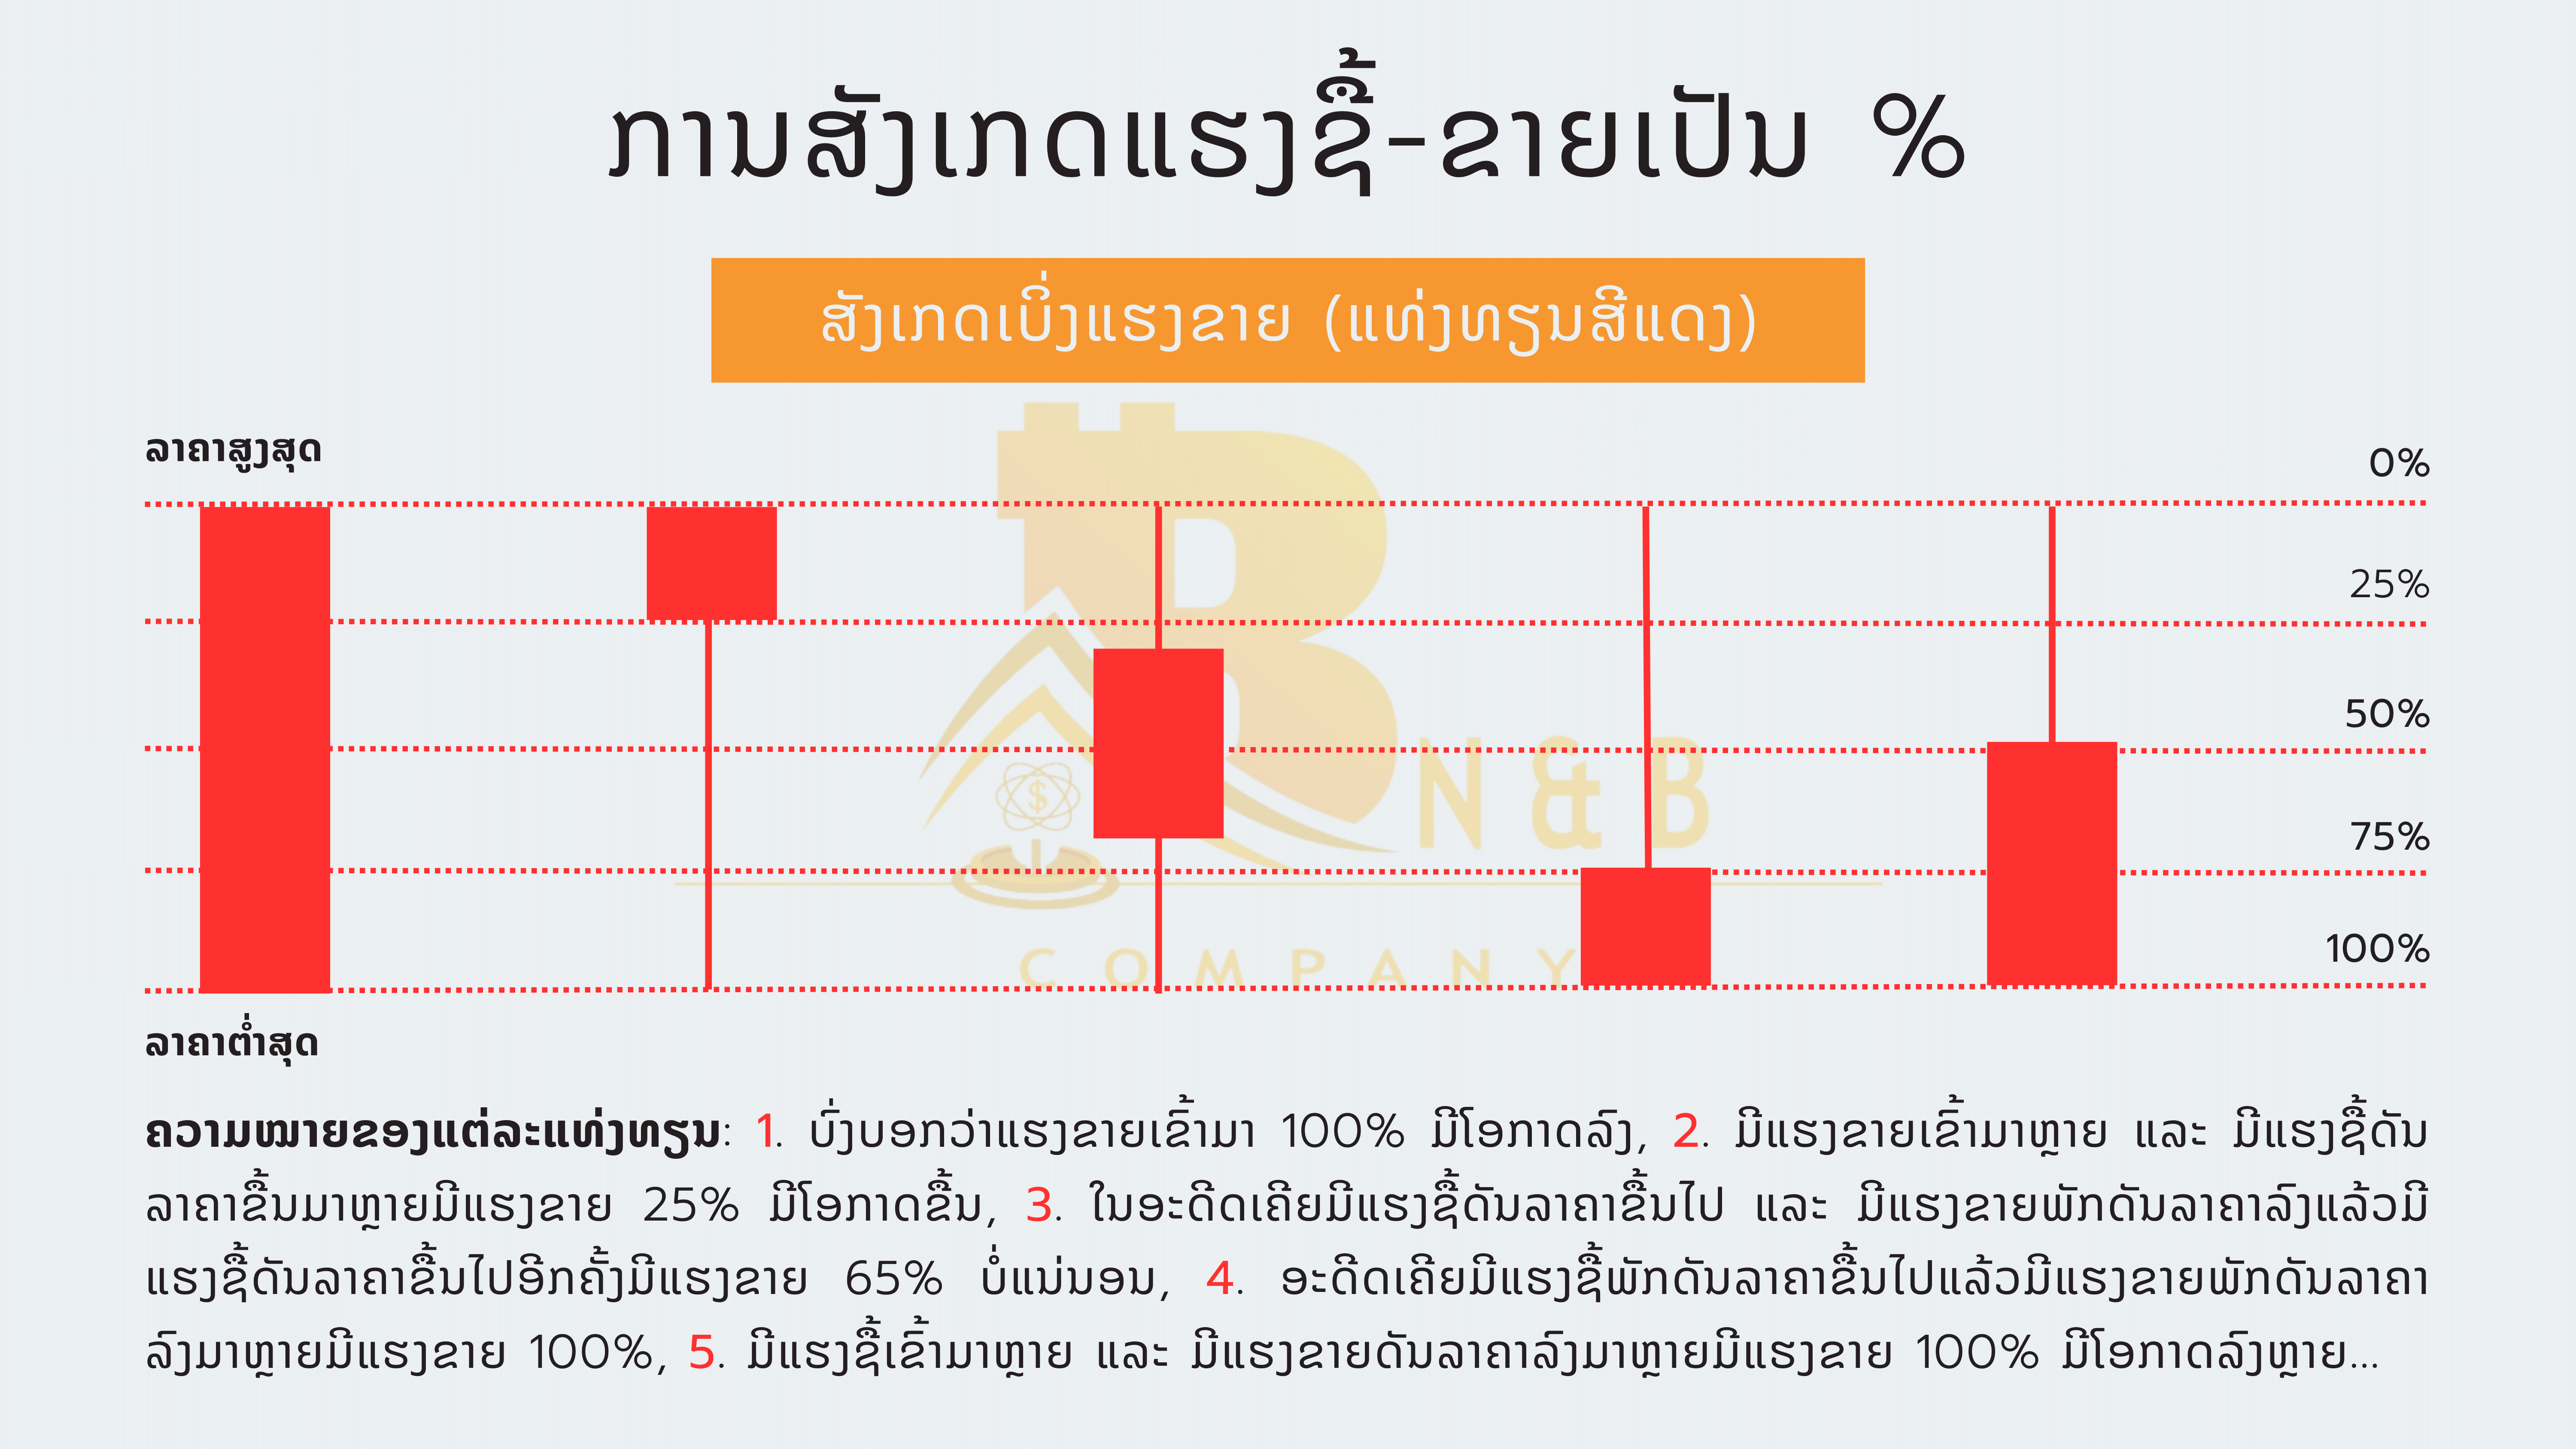 ການສັງເກດແຮງຊື້-ຂາຍເປັນ %
ສັງເກດເບິ່ງແຮງຂາຍ (ແທ່ງທຽນສີແດງ)
ລາຄາສູງສຸດ
0%
25%
50%
75%
100%
N & B
$
COMPANY
ລາຄາຕໍ່າສຸດ
ຄວາມໝາຍຂອງແຕ່ລະແທ່ງທຽນ: 1. ບົ່ງບອກວ່າແຮງຂາຍເຂົ້າມາ 100% ມີໂອກາດລົງ, 2. ມີແຮງຂາຍເຂົ້າມາຫຼາຍ ແລະ ມີແຮງຊື້ດັນ
ລາຄາຂື້ນມາຫຼາຍມີແຮງຂາຍ 25% ມີໂອກາດຂື້ນ, 3. ໃນອະດີດເຄີຍມີແຮງຊື້ດັນລາຄາຂື້ນໄປ ແລະ ມີແຮງຂາຍພັກດັນລາຄາລົງແລ້ວມີ
ແຮງຊື້ດັນລາຄາຂື້ນໄປອີກຄັ້ງມີແຮງຂາຍ 65% ບໍ່ແນ່ນອນ, 4. ອະດີດເຄີຍມີແຮງຊື້ພັກດັນລາຄາຂື້ນໄປແລ້ວມີແຮງຂາຍພັກດັນລາຄາ
ລົງມາຫຼາຍມີແຮງຂາຍ 100%, 5. ມີແຮງຊື້ເຂົ້າມາຫຼາຍ ແລະ ມີແຮງຂາຍດັນລາຄາລົງມາຫຼາຍມີແຮງຂາຍ 100% ມີໂອກາດລົງຫຼາຍ...